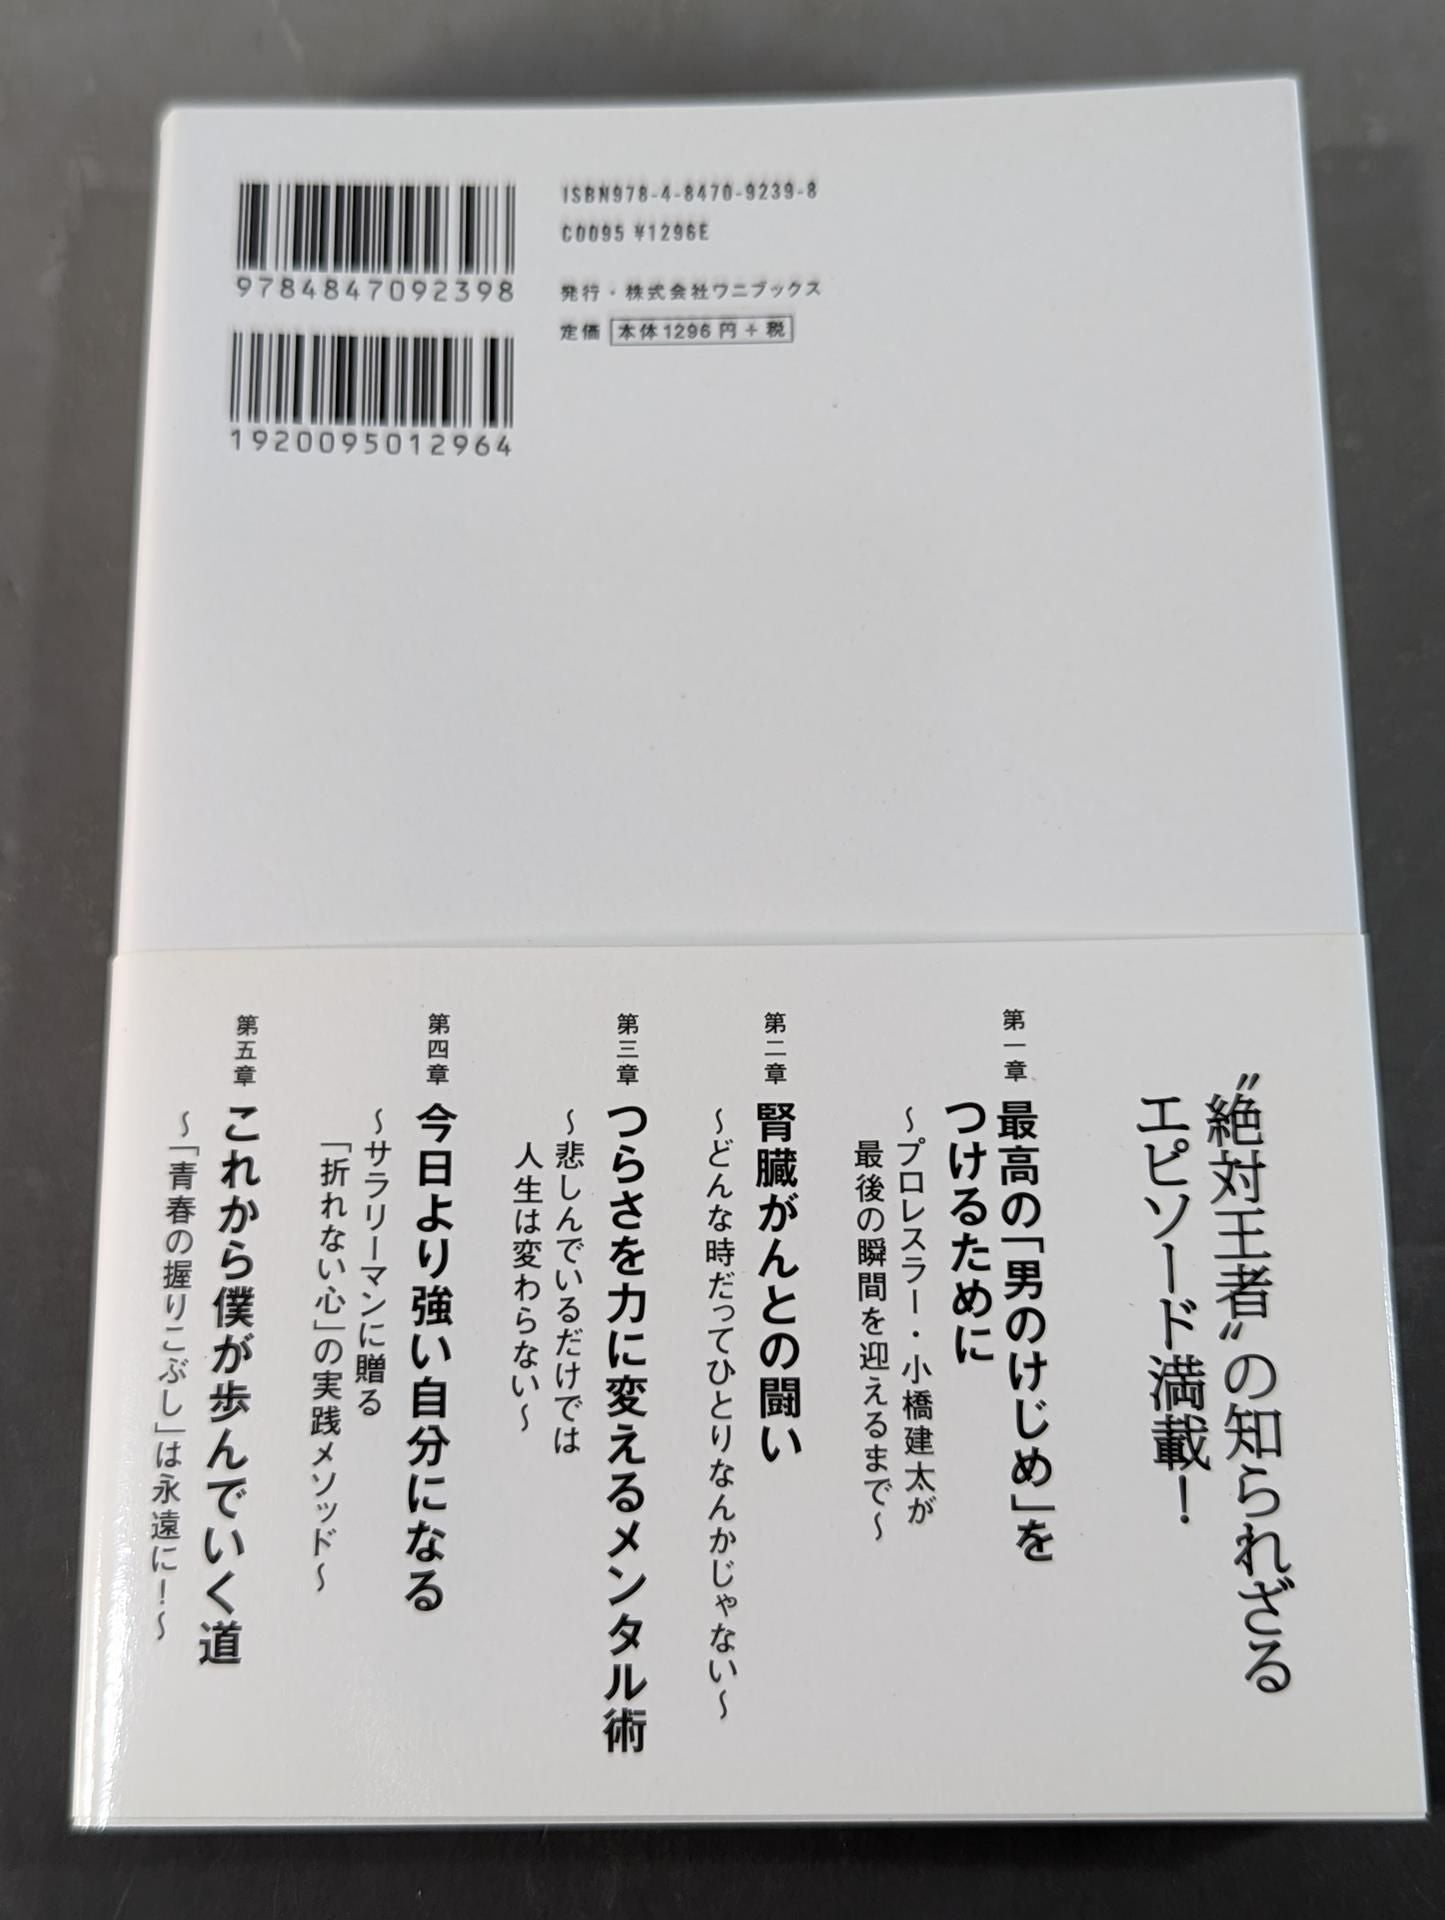 9784847092398
1920095012964
ISBN978-4-8470-9239-8
C0095 ¥1296E
発行・株式会社ワニブックス
定価 本体1296円+税
〝絶対王者〟の知られざる
エピソード満載！
第一章 最高の「男のけじめ」を
つけるために
～プロレスラー・小橋建太が
最後の瞬間を迎えるまで～
第二章 腎臓がんとの闘い
～どんな時だってひとりなんかじゃない～
第三章 つらさを力に変えるメンタル術
～悲しんでいるだけでは
人生は変わらない～
第四章 今日より強い自分になる
～サラリーマンに贈る
「折れない心」の実践メソッド～
第五章 これから僕が歩んでいく道
～「青春の握りこぶし」は永遠に！～